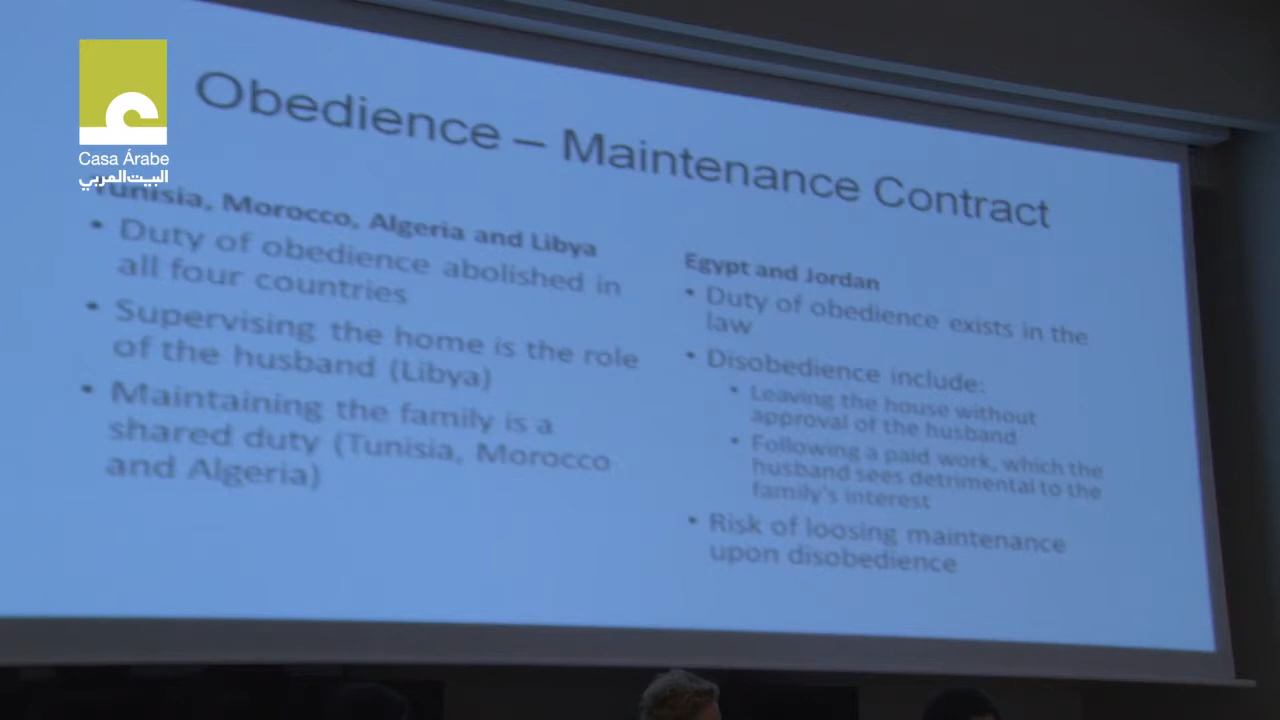 Casa Árabe
البيت العربي
Obedience – Maintenance Contract
Tunisia, Morocco, Algeria and Libya
• Duty of obedience abolished in
all four countries
• Supervising the home is the role
of the husband (Libya)
• Maintaining the family is a
shared duty (Tunisia, Morocco
and Algeria)
Egypt and Jordan
• Duty of obedience exists in the
law
• Disobedience include:
• Leaving the house without
approval of the husband
• Following a paid work, which the
husband sees detrimental to the
family's interest
• Risk of loosing maintenance
upon disobedience